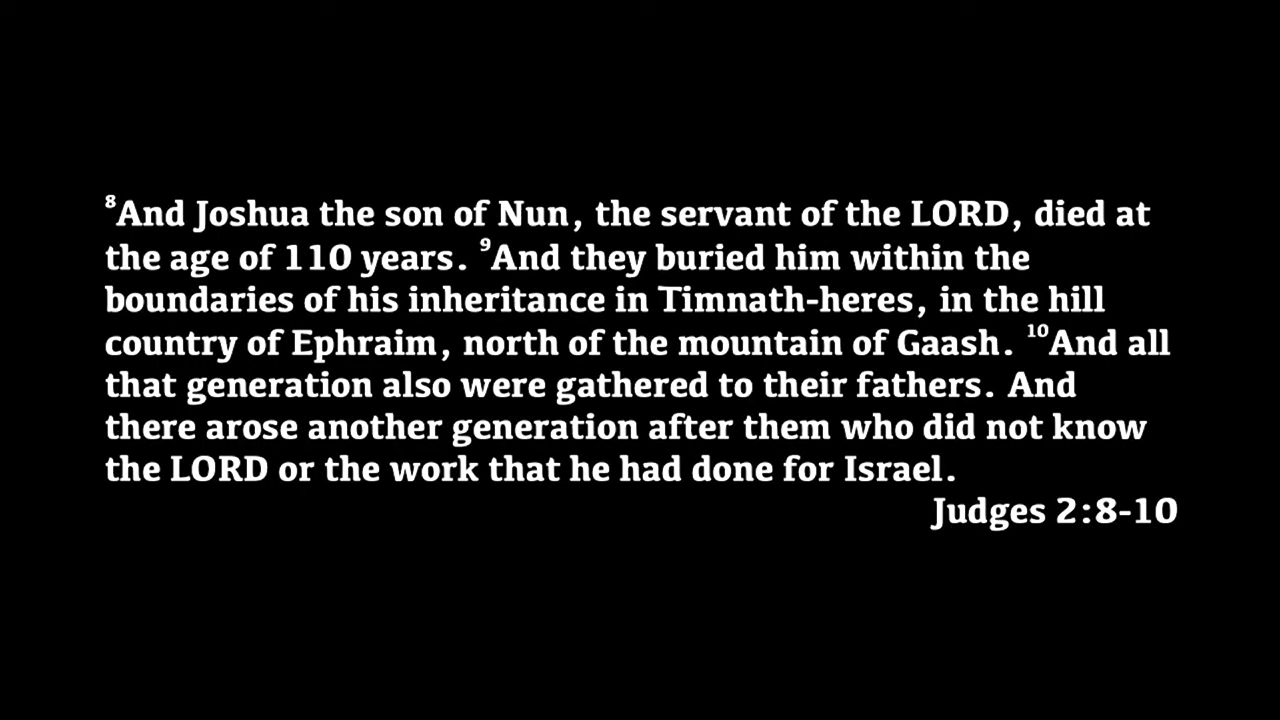 ⁸And Joshua the son of Nun, the servant of the LORD, died at
the age of 110 years. ⁹And they buried him within the
boundaries of his inheritance in Timnath-heres, in the hill
country of Ephraim, north of the mountain of Gaash. ¹⁰And all
that generation also were gathered to their fathers. And
there arose another generation after them who did not know
the LORD or the work that he had done for Israel.
Judges 2:8-10